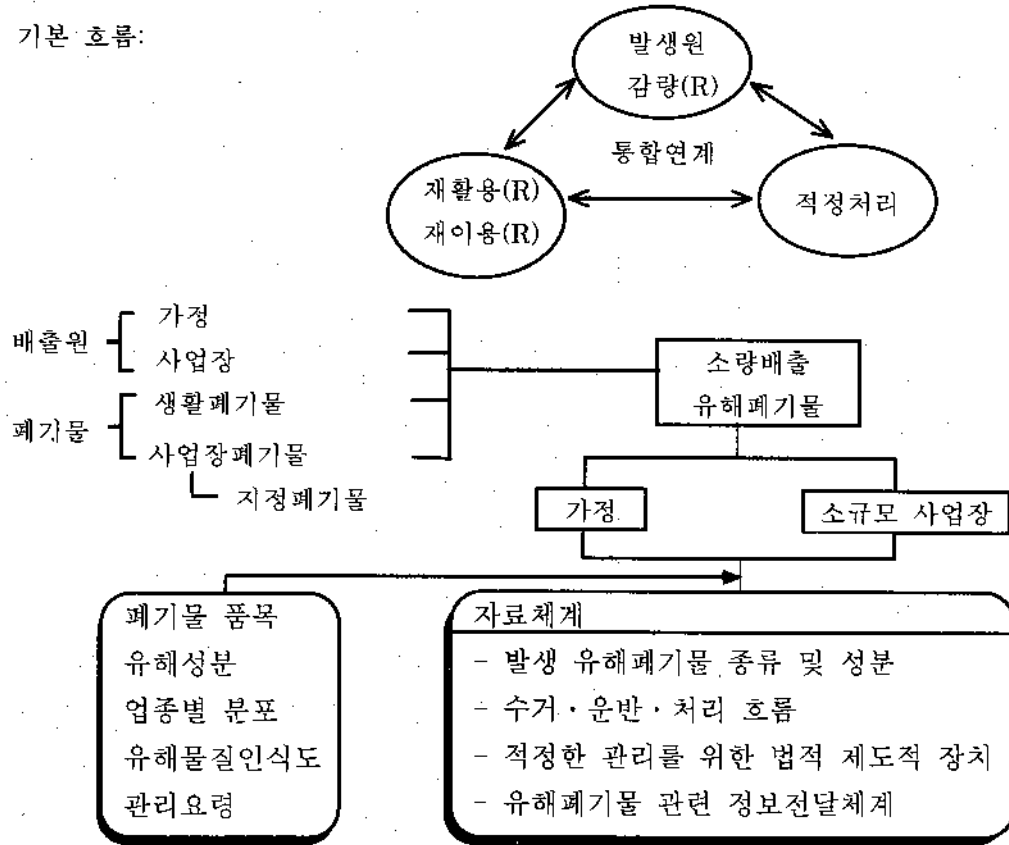 기본 흐름:
발생원
감량(R)
통합연계
재활용(R)
재이용(R)
적정처리
배출원
가정
사업장
폐기물
생활폐기물
사업장폐기물
지정폐기물
소량배출
유해폐기물
가정
소규모 사업장
폐기물 품목
유해성분
업종별 분포
유해물질인식도
관리요령
자료체계
- 발생 유해폐기물 종류 및 성분
- 수거·운반·처리 흐름
- 적정한 관리를 위한 법적 제도적 장치
- 유해폐기물 관련 정보전달체계